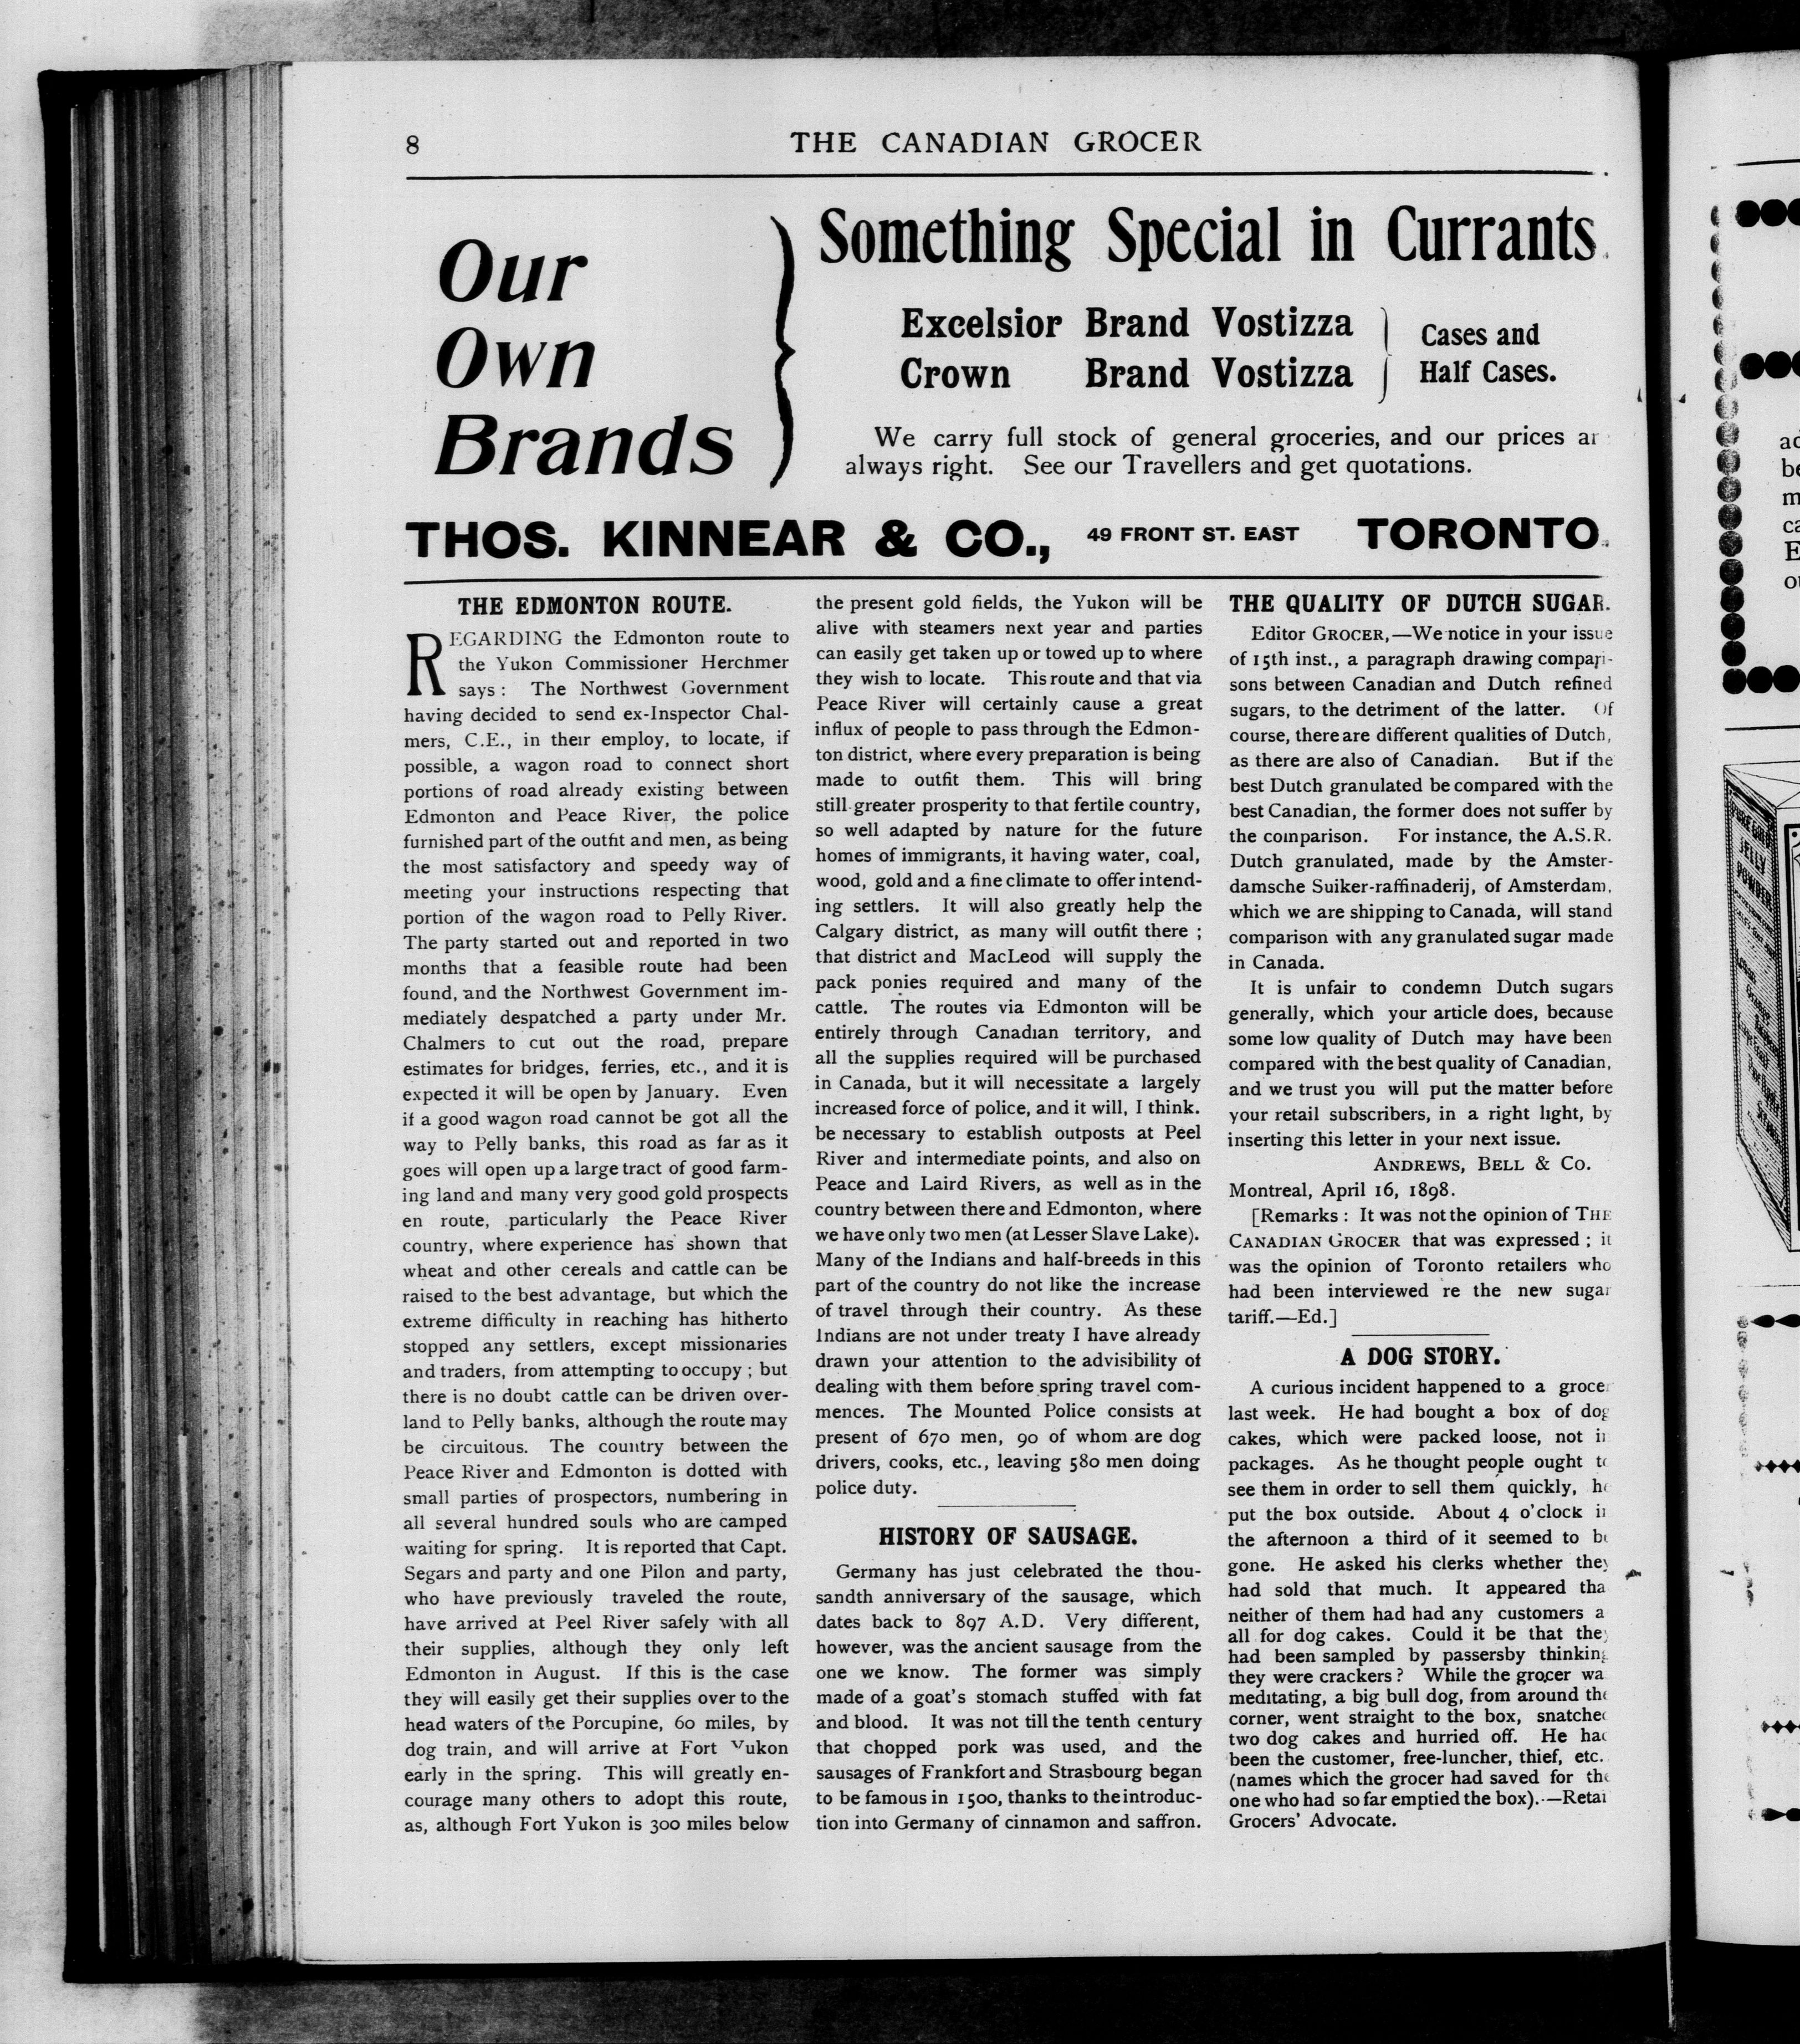 8
THE CANADIAN GROCER
Our
Own
Brands
Something Special in Currants.
Excelsior Brand Vostizza
Crown Brand Vostizza
Cases and
Half Cases.
We carry full stock of general groceries, and our prices ar
always right. See our Travellers and get quotations.
THOS. KINNEAR & CO., 49 FRONT ST. EAST TORONTO.
THE EDMONTON ROUTE.
REGARDING the Edmonton route to
the Yukon Commissioner Herchmer
says : The Northwest Government
having decided to send ex-Inspector Chal-
mers, C.E., in their employ, to locate, if
possible, a wagon road to connect short
portions of road already existing between
Edmonton and Peace River, the police
furnished part of the outfit and men, as being
the most satisfactory and speedy way of
meeting your instructions respecting that
portion of the wagon road to Pelly River.
The party started out and reported in two
months that a feasible route had been
found, and the Northwest Government im-
mediately despatched a party under Mr.
Chalmers to cut out the road, prepare
estimates for bridges, ferries, etc., and it is
expected it will be open by January. Even
if a good wagon road cannot be got all the
way to Pelly banks, this road as far as it
goes will open up a large tract of good farm-
ing land and many very good gold prospects
en route, particularly the Peace River
country, where experience has shown that
wheat and other cereals and cattle can be
raised to the best advantage, but which the
extreme difficulty in reaching has hitherto
stopped any settlers, except missionaries
and traders, from attempting to occupy ; but
there is no doubt cattle can be driven over-
land to Pelly banks, although the route may
be circuitous. The country between the
Peace River and Edmonton is dotted with
small parties of prospectors, numbering in
all several hundred souls who are camped
waiting for spring. It is reported that Capt.
Segars and party and one Pilon and party,
who have previously traveled the route,
have arrived at Peel River safely with all
their supplies, although they only left
Edmonton in August. If this is the case
they will easily get their supplies over to the
head waters of the Porcupine, 60 miles, by
dog train, and will arrive at Fort Yukon
early in the spring. This will greatly en-
courage many others to adopt this route,
as, although Fort Yukon is 300 miles below
the present gold fields, the Yukon will be
alive with steamers next year and parties
can easily get taken up or towed up to where
they wish to locate. This route and that via
Peace River will certainly cause a great
influx of people to pass through the Edmon-
ton district, where every preparation is being
made to outfit them. This will bring
still greater prosperity to that fertile country,
so well adapted by nature for the future
homes of immigrants, it having water, coal,
wood, gold and a fine climate to offer intend-
ing settlers. It will also greatly help the
Calgary district, as many will outfit there ;
that district and MacLeod will supply the
pack ponies required and many of the
cattle. The routes via Edmonton will be
entirely through Canadian territory, and
all the supplies required will be purchased
in Canada, but it will necessitate a largely
increased force of police, and it will, I think.
be necessary to establish outposts at Peel
River and intermediate points, and also on
Peace and Laird Rivers, as well as in the
country between there and Edmonton, where
we have only two men (at Lesser Slave Lake).
Many of the Indians and half-breeds in this
part of the country do not like the increase
of travel through their country. As these
Indians are not under treaty I have already
drawn your attention to the advisibility of
dealing with them before spring travel com-
mences. The Mounted Police consists at
present of 670 men, 90 of whom are dog
drivers, cooks, etc., leaving 580 men doing
police duty.
HISTORY OF SAUSAGE.
Germany has just celebrated the thou-
sandth anniversary of the sausage, which
dates back to 897 A.D. Very different,
however, was the ancient sausage from the
one we know. The former was simply
made of a goat's stomach stuffed with fat
and blood. It was not till the tenth century
that chopped pork was used, and the
sausages of Frankfort and Strasbourg began
to be famous in 1500, thanks to the introduc-
tion into Germany of cinnamon and saffron.
THE QUALITY OF DUTCH SUGAR.
Editor GROCER,—We notice in your issue
of 15th inst., a paragraph drawing compari-
sons between Canadian and Dutch refined
sugars, to the detriment of the latter. Of
course, there are different qualities of Dutch,
as there are also of Canadian. But if the
best Dutch granulated be compared with the
best Canadian, the former does not suffer by
the comparison. For instance, the A.S.R.
Dutch granulated, made by the Amster-
damsche Suiker-raffinaderij, of Amsterdam,
which we are shipping to Canada, will stand
comparison with any granulated sugar made
in Canada.
It is unfair to condemn Dutch sugars
generally, which your article does, because
some low quality of Dutch may have been
compared with the best quality of Canadian,
and we trust you will put the matter before
your retail subscribers, in a right light, by
inserting this letter in your next issue.
ANDREWS, BELL & CO.
Montreal, April 16, 1898.
[Remarks : It was not the opinion of THE
CANADIAN GROCER that was expressed ; it
was the opinion of Toronto retailers who
had been interviewed re the new sugar
tariff.—Ed.]
A DOG STORY.
A curious incident happened to a grocer
last week. He had bought a box of dog
cakes, which were packed loose, not in
packages. As he thought people ought to
see them in order to sell them quickly, he
put the box outside. About 4 o'clock in
the afternoon a third of it seemed to be
gone. He asked his clerks whether they
had sold that much. It appeared tha
neither of them had had any customers a
all for dog cakes. Could it be that they
had been sampled by passersby thinking
they were crackers ? While the grocer wa
meditating, a big bull dog, from around the
corner, went straight to the box, snatched
two dog cakes and hurried off. He had
been the customer, free-luncher, thief, etc.
(names which the grocer had saved for the
one who had so far emptied the box).—Retai
Grocers' Advocate.
PURE GOLD
JELLY
POWDER